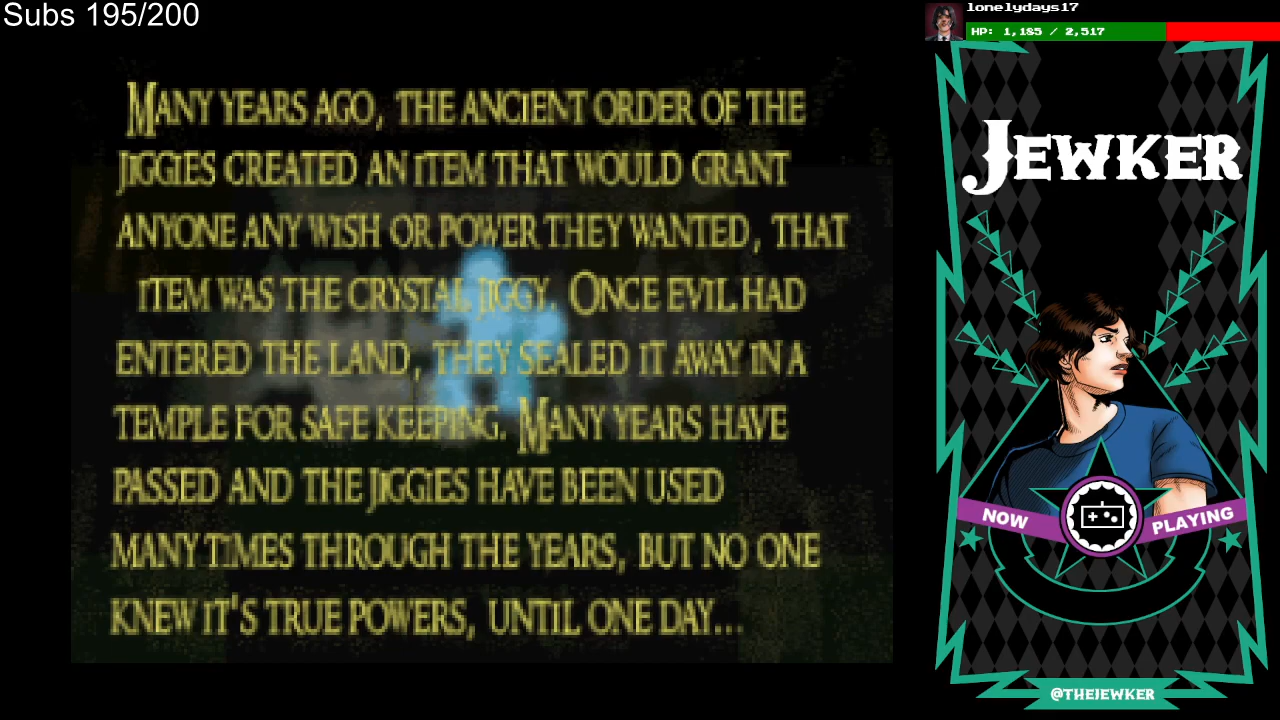 Subs 195/200
lonelydays17
HP: 1,185 / 2,517
Many years ago, the ancient order of the
Jiggies created an item that would grant
anyone any wish or power they wanted, that
item was the crystal Jiggy. Once evil had
entered the land, they sealed it away in a
temple for safe keeping. Many years have
passed and the Jiggies have been used
many times through the years, but no one
knew it's true powers, until one day...
JEWKER
NOW PLAYING
@THEJEWKER